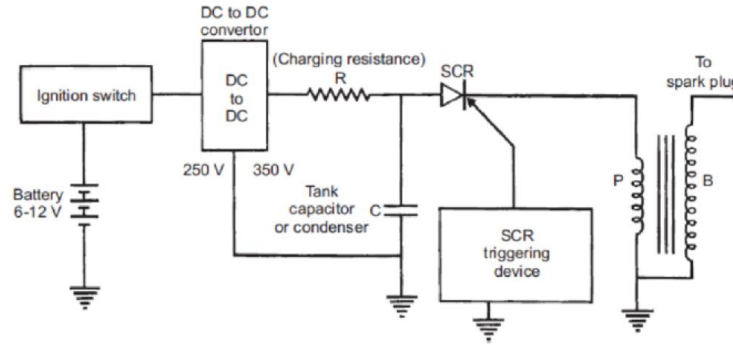 DC to DC
convertor
(Charging resistance)
R
SCR
To
spark plug
Ignition switch
DC
to
DC
250 V
350 V
Battery
6-12 V
Tank
capacitor
or condenser
C
SCR
triggering
device
P
B